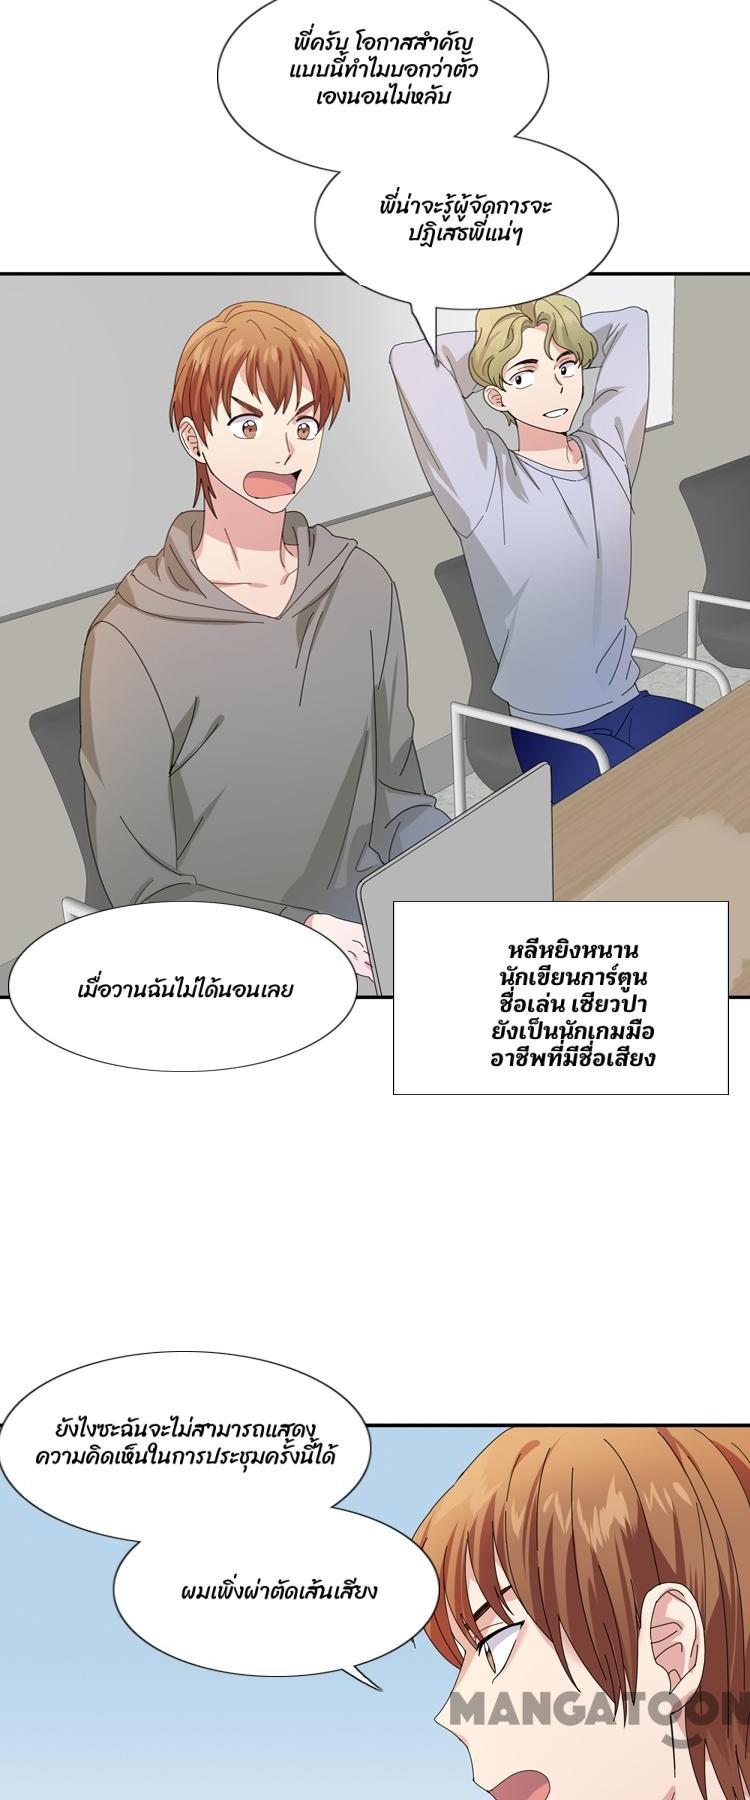 พี่ครับ โอกาสสำคัญ
แบบนี้ทำไมบอกว่าตัว
เองนอนไม่หลับ
พี่น่าจะรู้ผู้จัดการจะ
ปฏิเสธพี่แน่ๆ
เมื่อวานฉันไม่ได้นอนเลย
หลีหยิงหนาน
นักเขียนการ์ตูน
ชื่อเล่น เซียวปา
ยังเป็นนักเกมมือ
อาชีพที่มีชื่อเสียง
ยังไงซะฉันจะไม่สามารถแสดง
ความคิดเห็นในการประชุมครั้งนี้ได้
ผมเพิ่งผ่าตัดเส้นเสียง
MANGATOON